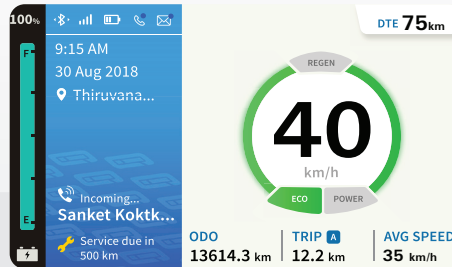 100%
F
E
9:15 AM
30 Aug 2018
Thiruvana...
Incoming...
Sanket Koktk...
Service due in
500 km
DTE 75km
REGEN
40
km/h
ECO
POWER
ODO
13614.3 km
TRIP A
12.2 km
AVG SPEED
35 km/h